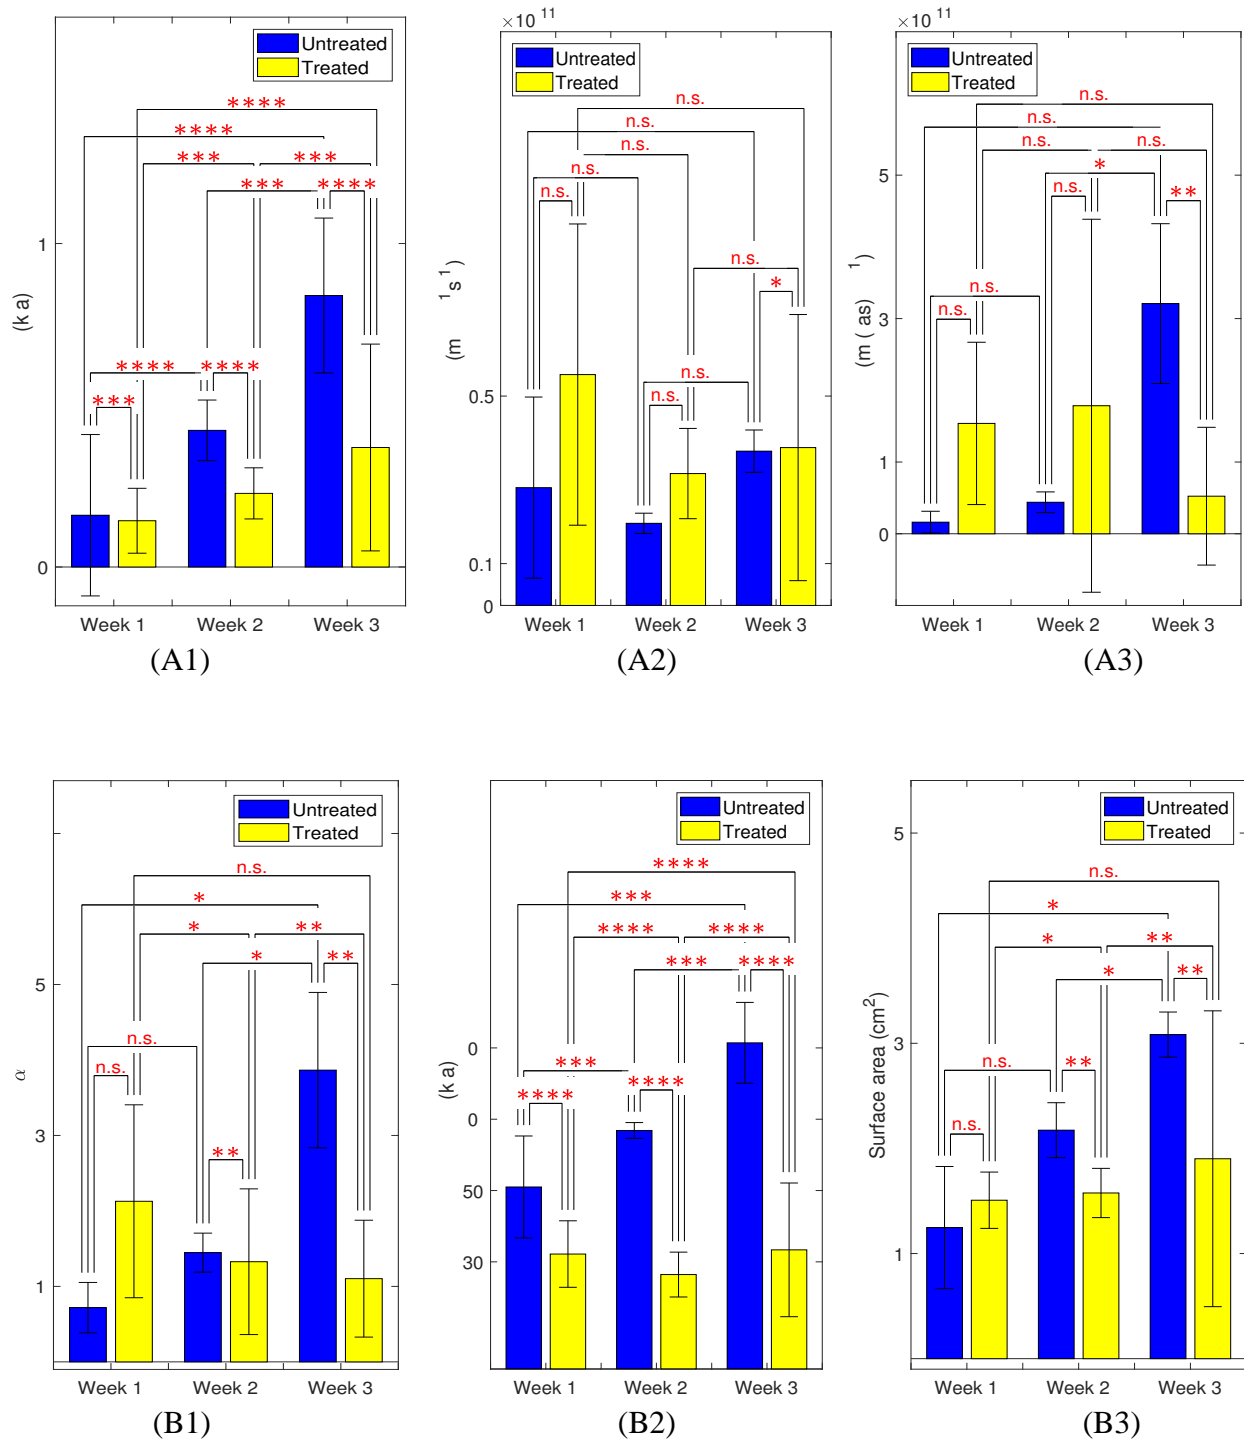 Untreated
Treated
****
****
***
***
***
****
****
****
***
(k a)
1
0
Week 1
Week 2
Week 3
(A1)
×10 11
Untreated
Treated
n.s.
n.s.
n.s.
n.s.
n.s.
n.s.
*
n.s.
n.s.
(m 1 s 1)
0.5
0.1
0
Week 1
Week 2
Week 3
(A2)
×10 11
Untreated
Treated
n.s.
n.s.
n.s.
n.s.
*
n.s.
**
n.s.
n.s.
(m ( as) 1)
5
3
1
0
Week 1
Week 2
Week 3
(A3)
Untreated
Treated
n.s.
*
*
**
*
**
n.s.
n.s.
**
α
5
3
1
Week 1
Week 2
Week 3
(B1)
Untreated
Treated
****
***
****
****
***
****
***
****
****
(k a)
0
0
50
30
Week 1
Week 2
Week 3
(B2)
Untreated
Treated
n.s.
*
*
**
*
**
n.s.
**
n.s.
Surface area (cm²)
5
3
1
Week 1
Week 2
Week 3
(B3)